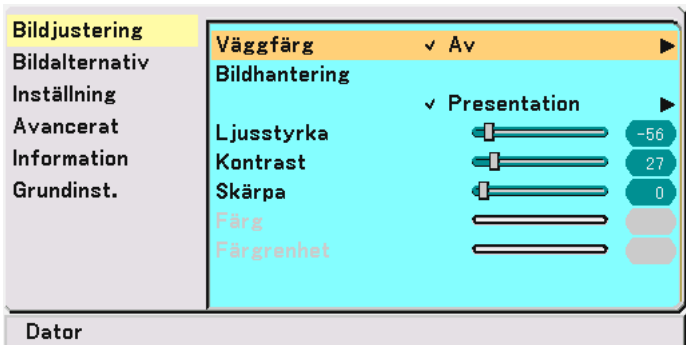 Bildjustering
Bildalternativ
Inställning
Avancerat
Information
Grundinst.
Väggfärg ✓ Av
Bildhantering
✓ Presentation
Ljusstyrka -56
Kontrast 27
Skärpa 0
Färg
Färgrenhet
Dator